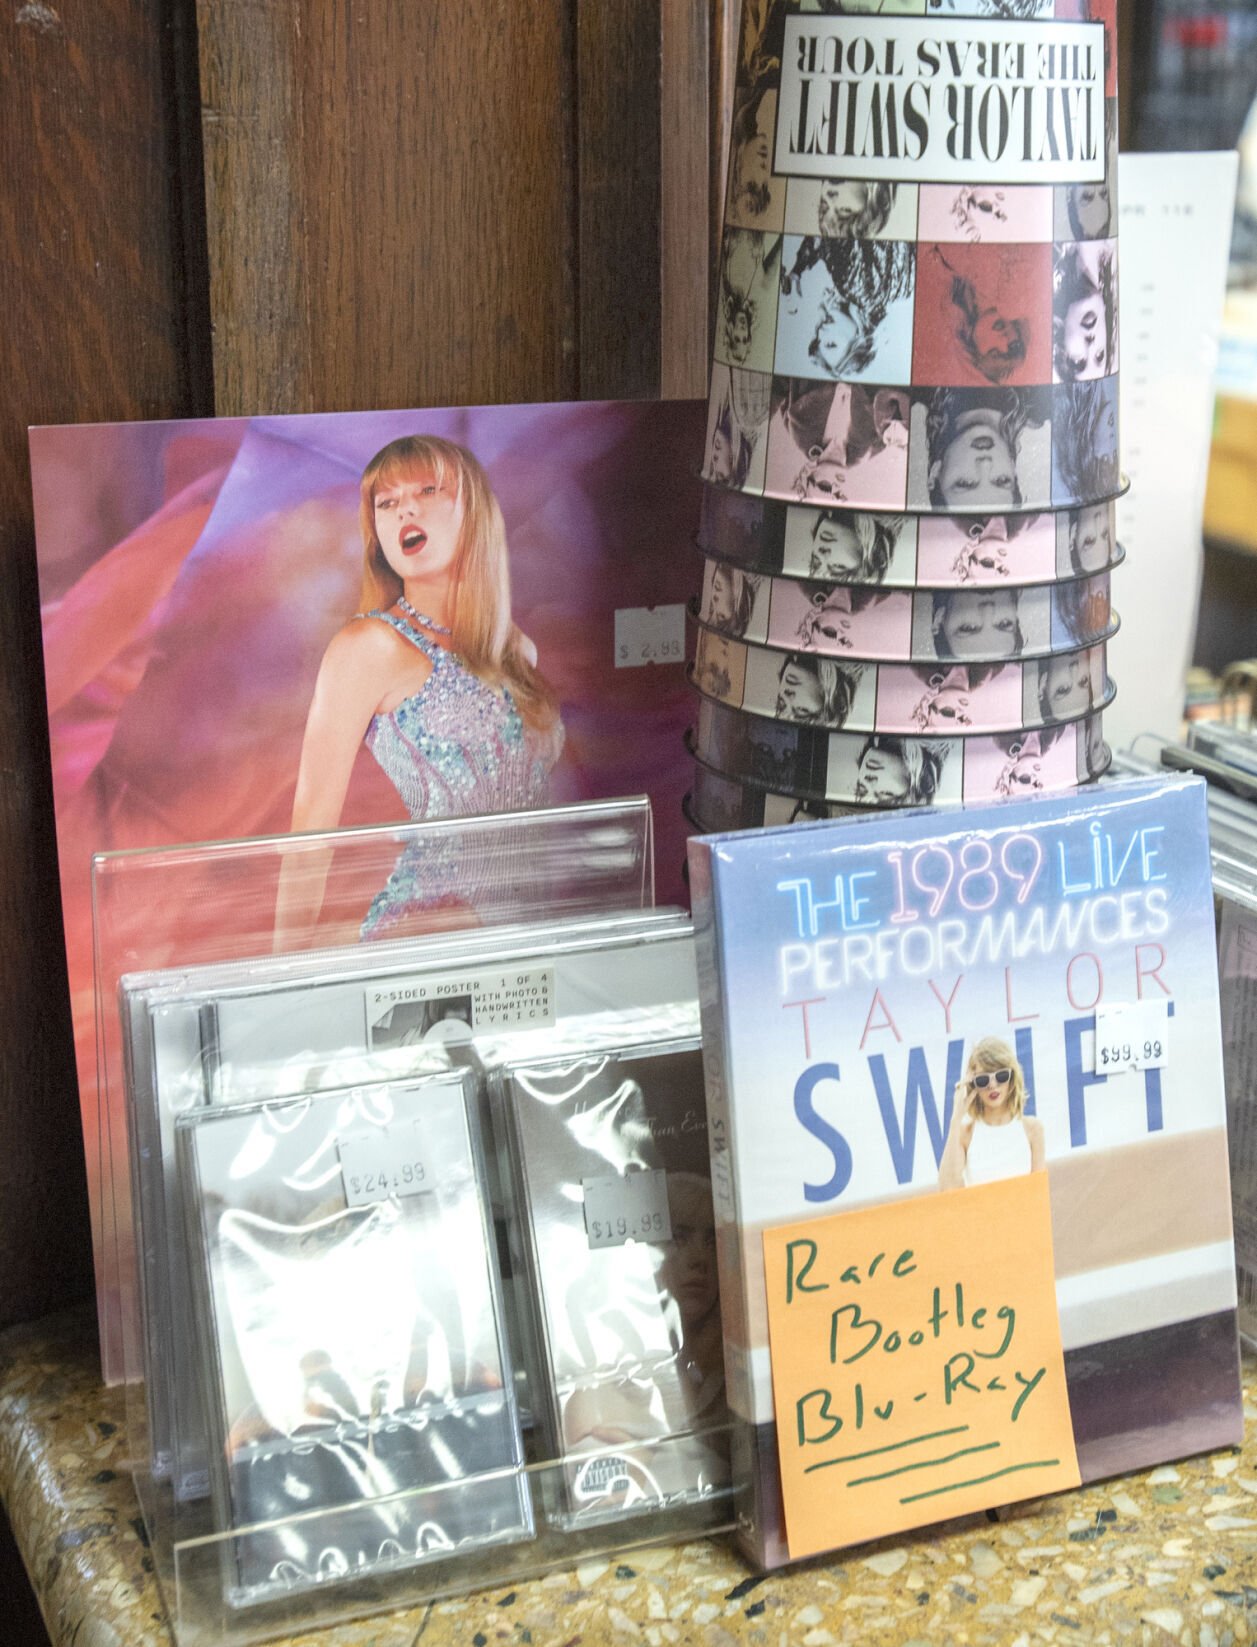 TAYLOR SWIFT
THE ERAS TOUR
$ 2.99
2-SIDED POSTER 1 OF 4
WITH PHOTO &
HANDWRITTEN
LYRICS
$24.99
Than
$19.99
THE 1989 LIVE
PERFORMANCES
TAYLOR
SWIFT
$99.99
Rare
Bootleg
Blu-Ray